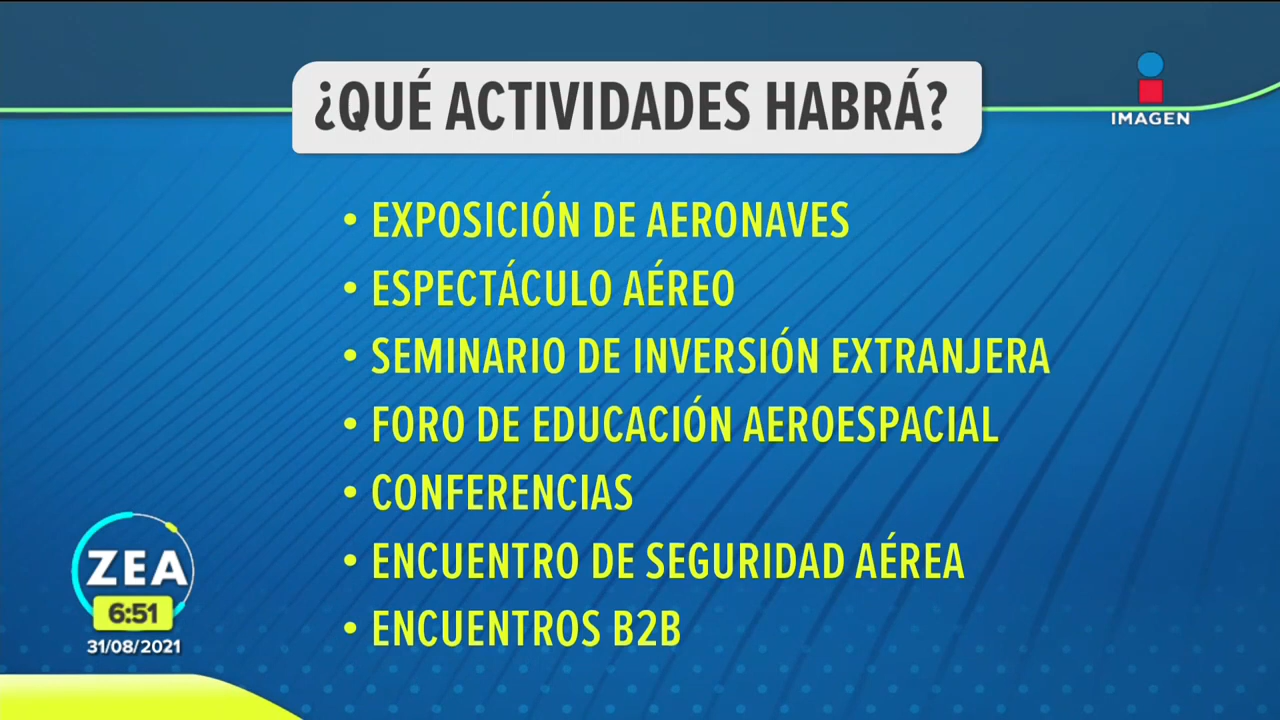 ¿QUÉ ACTIVIDADES HABRÁ?
IMAGEN
• EXPOSICIÓN DE AERONAVES
• ESPECTÁCULO AÉREO
• SEMINARIO DE INVERSIÓN EXTRANJERA
• FORO DE EDUCACIÓN AEROESPACIAL
• CONFERENCIAS
• ENCUENTRO DE SEGURIDAD AÉREA
• ENCUENTROS B2B
ZEA
6:51
31/08/2021